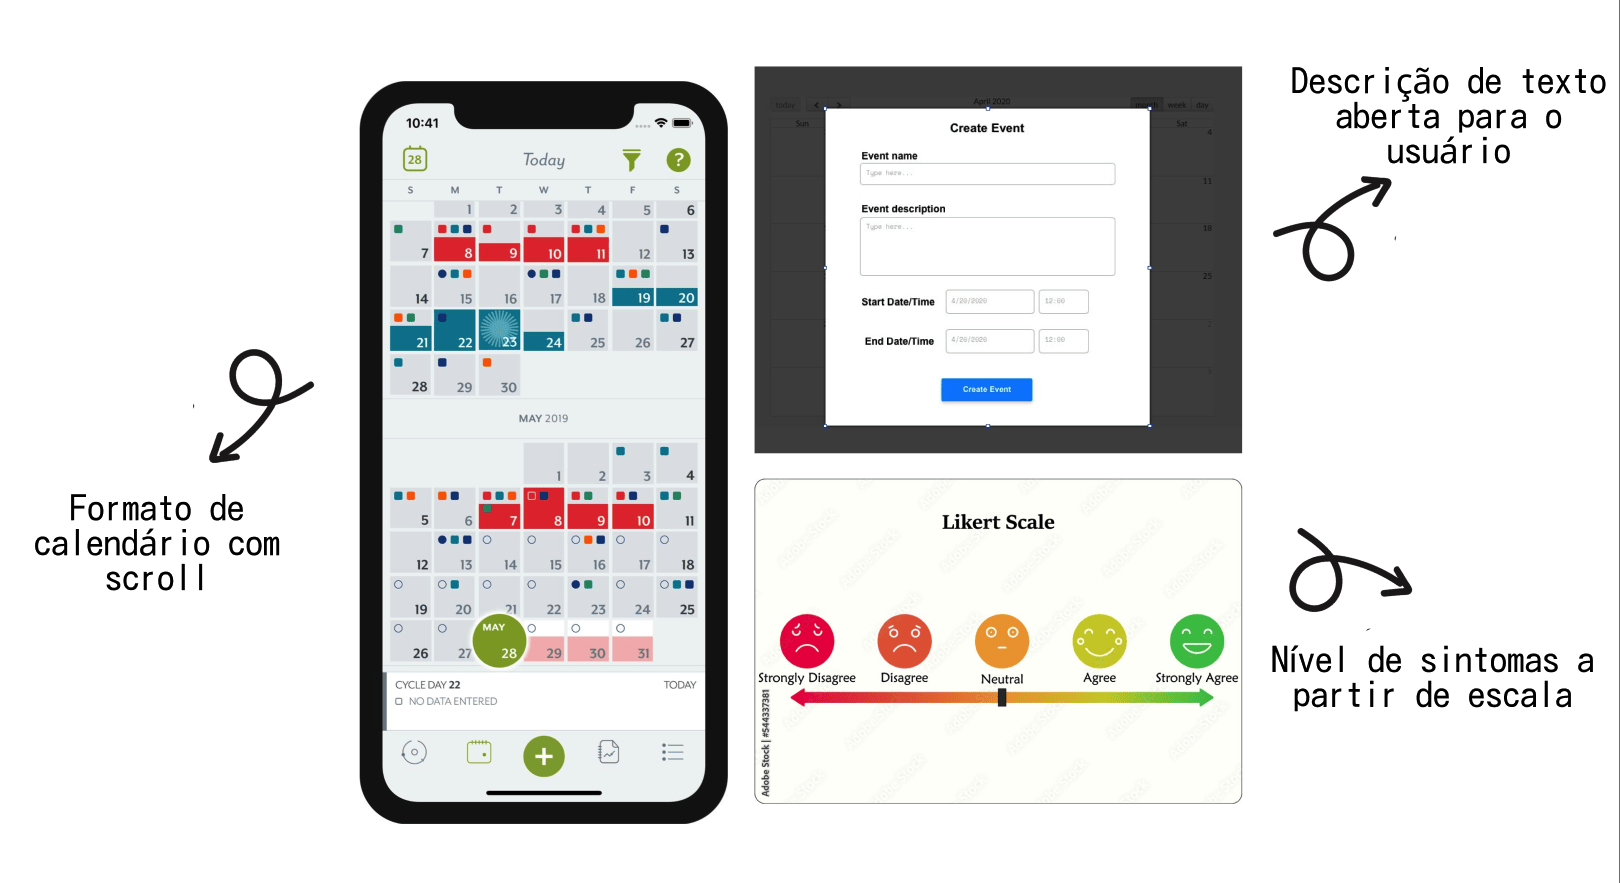 Formato de
calendário com
scroll
10:41
28
Today
?
S M T W T F S
1 2 3 4 5 6
7 8 9 10 11 12 13
14 15 16 17 18 19 20
21 22 23 24 25 26 27
28 29 30
MAY 2019
1 2 3 4
5 6 7 8 9 10 11
12 13 14 15 16 17 18
19 20 21 22 23 24 25
26 27 MAY 28 29 30 31
CYCLE DAY 22 TODAY
NO DATA ENTERED
+
today < > April 2020 month week day
Sun Sat
4
11
18
25
Create Event
Event name
Type here...
Event description
Type here...
Start Date/Time 4/20/2020 12:00
End Date/Time 4/20/2020 12:00
Create Event
Descrição de texto
aberta para o
usuário
Likert Scale
Strongly Disagree Disagree Neutral Agree Strongly Agree
Adobe Stock | #544337381
Nível de sintomas a
partir de escala